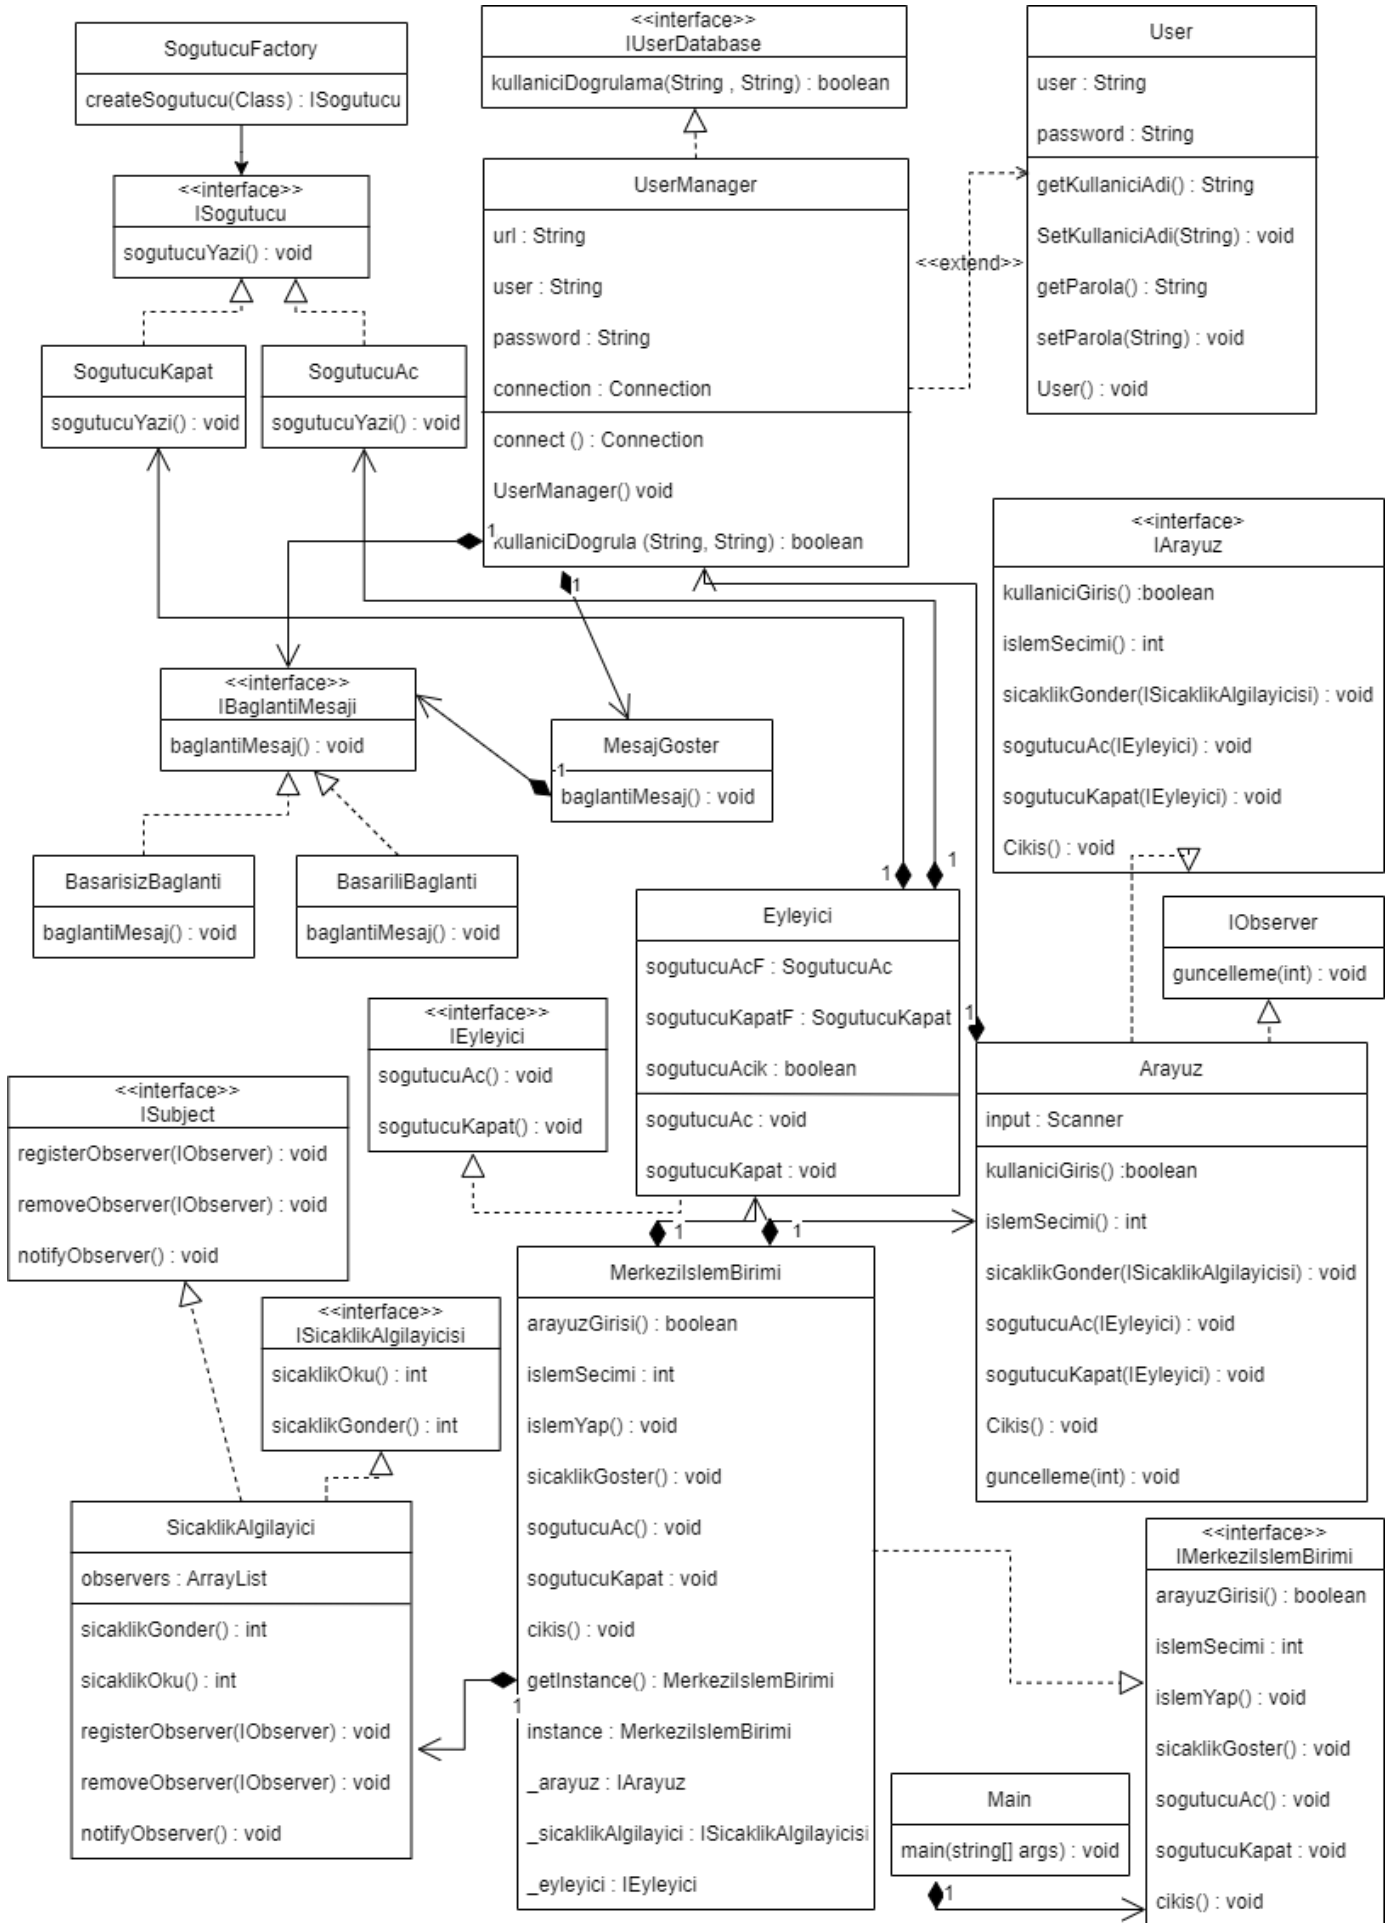 SogutucuFactory
createSogutucu(Class) : ISogutucu
<<interface>>
ISogutucu
sogutucuYazi() : void
SogutucuKapat
sogutucuYazi() : void
SogutucuAc
sogutucuYazi() : void
<<interface>>
IUserDatabase
kullaniciDogrulama(String , String) : boolean
UserManager
url : String
user : String
password : String
connection : Connection
connect () : Connection
UserManager() void
kullaniciDogrula (String, String) : boolean
1
1
<<extend>>
User
user : String
password : String
getKullaniciAdi() : String
SetKullaniciAdi(String) : void
getParola() : String
setParola(String) : void
User() : void
<<interface>>
IBaglantiMesaji
baglantiMesaj() : void
MesajGoster
1
baglantiMesaj() : void
BasarisizBaglanti
baglantiMesaj() : void
BasariliBaglanti
baglantiMesaj() : void
<<interface>
IArayuz
kullaniciGiris() :boolean
islemSecimi() : int
sicaklikGonder(ISicaklikAlgilayicisi) : void
sogutucuAc(IEyleyici) : void
sogutucuKapat(IEyleyici) : void
Cikis() : void
1
1
Eyleyici
sogutucuAcF : SogutucuAc
sogutucuKapatF : SogutucuKapat
sogutucuAcik : boolean
sogutucuAc : void
sogutucuKapat : void
IObserver
guncelleme(int) : void
<<interface>>
IEyleyici
sogutucuAc() : void
sogutucuKapat() : void
1
Arayuz
input : Scanner
kullaniciGiris() :boolean
islemSecimi() : int
sicaklikGonder(ISicaklikAlgilayicisi) : void
sogutucuAc(IEyleyici) : void
sogutucuKapat(IEyleyici) : void
Cikis() : void
guncelleme(int) : void
<<interface>>
ISubject
registerObserver(IObserver) : void
removeObserver(IObserver) : void
notifyObserver() : void
<<interface>>
ISicaklikAlgilayicisi
sicaklikOku() : int
sicaklikGonder() : int
SicaklikAlgilayici
observers : ArrayList
sicaklikGonder() : int
sicaklikOku() : int
registerObserver(IObserver) : void
removeObserver(IObserver) : void
notifyObserver() : void
1
1
MerkeziIslemBirimi
arayuzGirisi() : boolean
islemSecimi : int
islemYap() : void
sicaklikGoster() : void
sogutucuAc() : void
sogutucuKapat : void
cikis() : void
getInstance() : MerkeziIslemBirimi
1
instance : MerkeziIslemBirimi
_arayuz : IArayuz
_sicaklikAlgilayici : ISicaklikAlgilayicisi
_eyleyici : IEyleyici
Main
main(string[] args) : void
1
<<interface>>
IMerkeziIslemBirimi
arayuzGirisi() : boolean
islemSecimi : int
islemYap() : void
sicaklikGoster() : void
sogutucuAc() : void
sogutucuKapat : void
cikis() : void